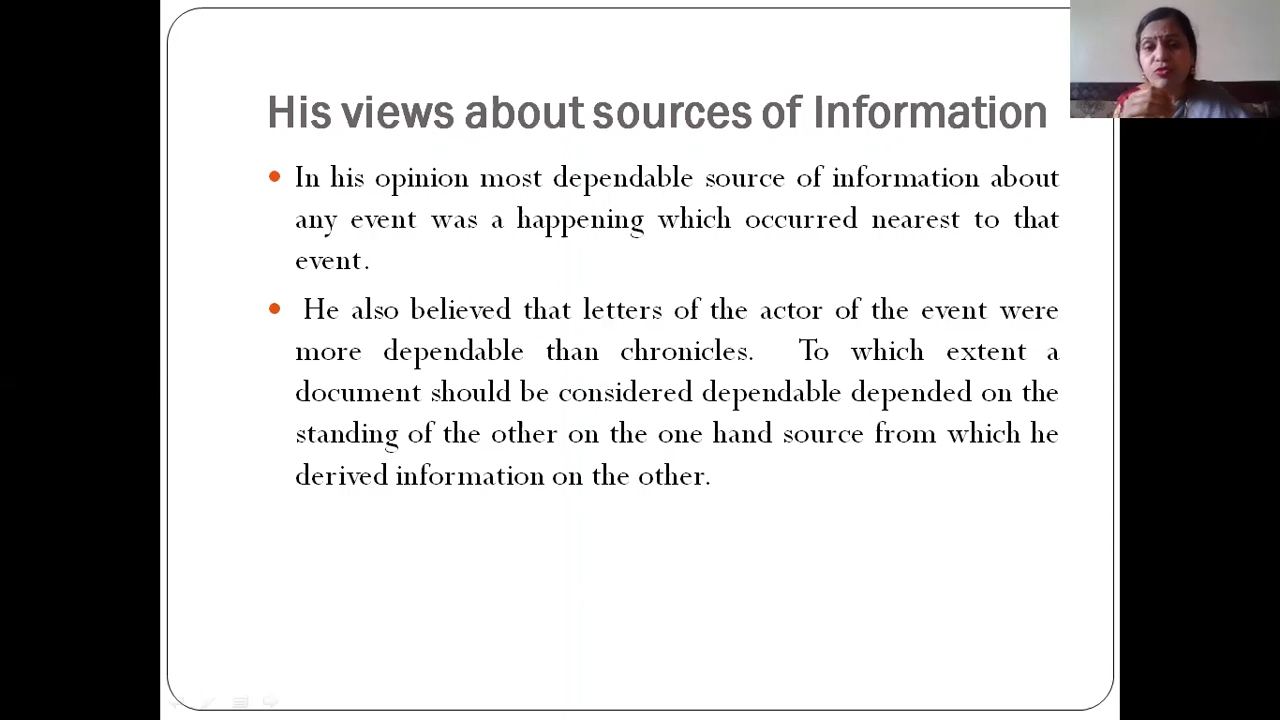 His views about sources of Information
In his opinion most dependable source of information about
any event was a happening which occurred nearest to that
event.
He also believed that letters of the actor of the event were
more dependable than chronicles. To which extent a
document should be considered dependable depended on the
standing of the other on the one hand source from which he
derived information on the other.